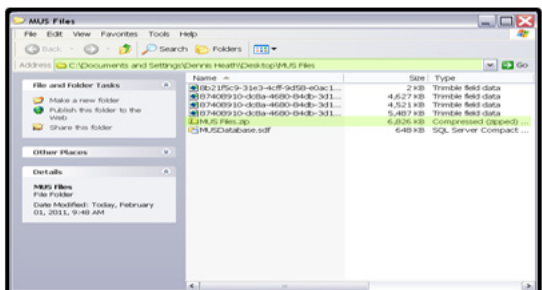 MUS Files
File Edit View Favorites Tools Help
Back Search Folders
Address C:\Documents and Settings\Dennis Heath\Desktop\MUS Files Go
File and Folder Tasks
Make a new folder
Publish this folder to the
Web
Share this folder
Other Places
Details
MUS Files
File Folder
Date Modified: Today, February
01, 2011, 9:48 AM
Name Size Type
8b21f5c9-31e3-4cff-9d58-e0ac1... 2 KB Trimble field data
87408910-dc8a-4680-84db-3d1... 4,627 KB Trimble field data
87408910-dc8a-4680-84db-3d1... 4,521 KB Trimble field data
87408910-dc8a-4680-84db-3d1... 5,487 KB Trimble field data
MUS Files.zip 6,826 KB Compressed (zipped) ...
MUSDatabase.sdf 648 KB SQL Server Compact ...